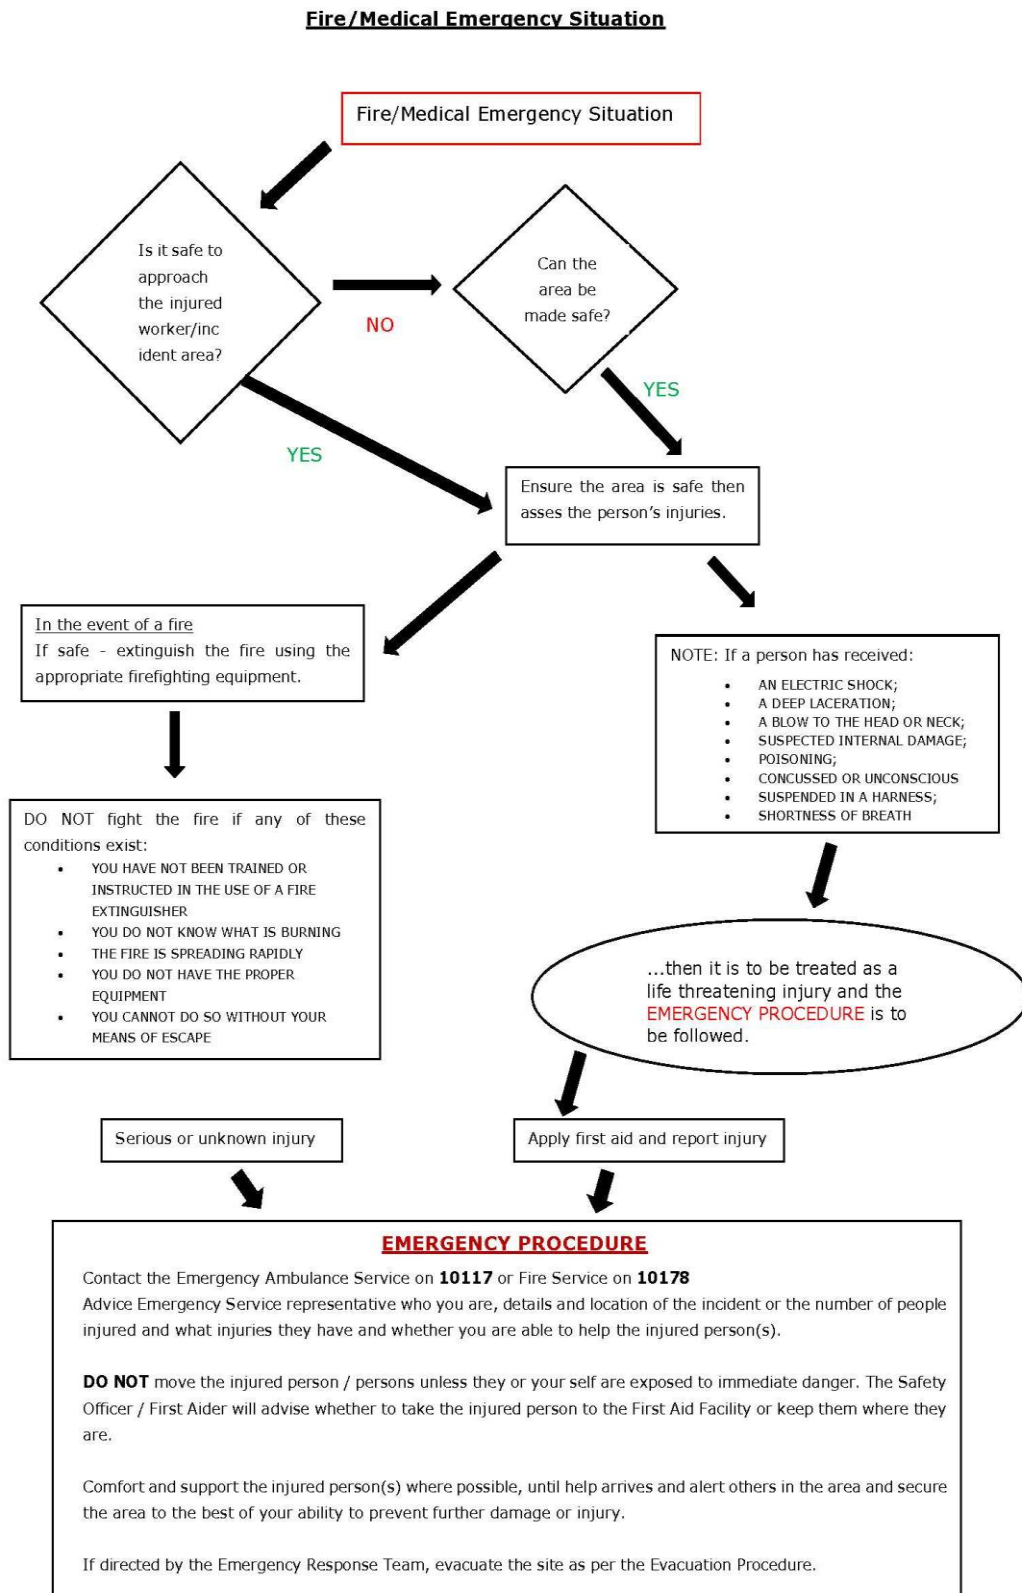 Fire/Medical Emergency Situation
Fire/Medical Emergency Situation
Is it safe to
approach
the injured
worker/inc
ident area?
NO
Can the
area be
made safe?
YES
YES
Ensure the area is safe then
asses the person's injuries.
In the event of a fire
If safe - extinguish the fire using the
appropriate firefighting equipment.
NOTE: If a person has received:
• AN ELECTRIC SHOCK;
• A DEEP LACERATION;
• A BLOW TO THE HEAD OR NECK;
• SUSPECTED INTERNAL DAMAGE;
• POISONING;
• CONCUSSED OR UNCONSCIOUS
• SUSPENDED IN A HARNESS;
• SHORTNESS OF BREATH
DO NOT fight the fire if any of these
conditions exist:
• YOU HAVE NOT BEEN TRAINED OR
INSTRUCTED IN THE USE OF A FIRE
EXTINGUISHER
• YOU DO NOT KNOW WHAT IS BURNING
• THE FIRE IS SPREADING RAPIDLY
• YOU DO NOT HAVE THE PROPER
EQUIPMENT
• YOU CANNOT DO SO WITHOUT YOUR
MEANS OF ESCAPE
...then it is to be treated as a
life threatening injury and the
EMERGENCY PROCEDURE is to
be followed.
Serious or unknown injury
Apply first aid and report injury
EMERGENCY PROCEDURE
Contact the Emergency Ambulance Service on 10117 or Fire Service on 10178
Advice Emergency Service representative who you are, details and location of the incident or the number of people
injured and what injuries they have and whether you are able to help the injured person(s).
DO NOT move the injured person / persons unless they or your self are exposed to immediate danger. The Safety
Officer / First Aider will advise whether to take the injured person to the First Aid Facility or keep them where they
are.
Comfort and support the injured person(s) where possible, until help arrives and alert others in the area and secure
the area to the best of your ability to prevent further damage or injury.
If directed by the Emergency Response Team, evacuate the site as per the Evacuation Procedure.